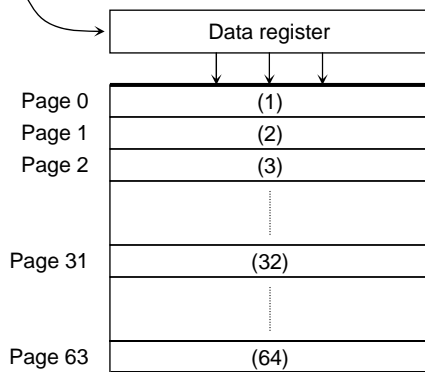 Data register
Page 0 (1)
Page 1 (2)
Page 2 (3)
Page 31 (32)
Page 63 (64)